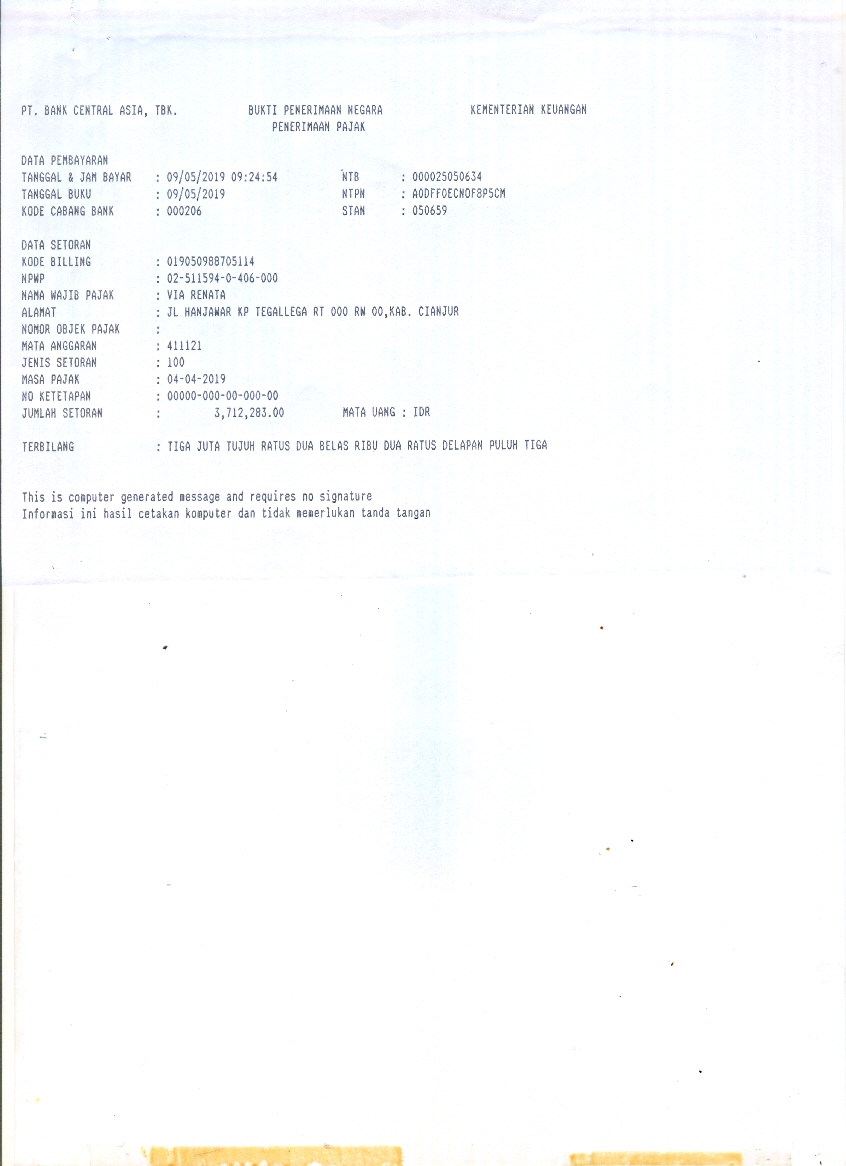 PT. BANK CENTRAL ASIA, TBK. BUKTI PENERIMAAN NEGARA KEMENTERIAN KEUANGAN
PENERIMAAN PAJAK
DATA PEMBAYARAN
TANGGAL & JAM BAYAR : 09/05/2019 09:24:54 NTB : 000025050634
TANGGAL BUKU : 09/05/2019 NTPN : A0DFF0ECN0F8P5CM
KODE CABANG BANK : 000206 STAN : 050659
DATA SETORAN
KODE BILLING : 019050988705114
NPWP : 02-511594-0-406-000
NAMA WAJIB PAJAK : VIA RENATA
ALAMAT : JL HANJAWAR KP TEGALLEGA RT 000 RW 00,KAB. CIANJUR
NOMOR OBJEK PAJAK :
MATA ANGGARAN : 411121
JENIS SETORAN : 100
MASA PAJAK : 04-04-2019
NO KETETAPAN : 00000-000-00-000-00
JUMLAH SETORAN : 3,712,283.00 MATA UANG : IDR
TERBILANG : TIGA JUTA TUJUH RATUS DUA BELAS RIBU DUA RATUS DELAPAN PULUH TIGA
This is computer generated message and requires no signature
Informasi ini hasil cetakan komputer dan tidak memerlukan tanda tangan